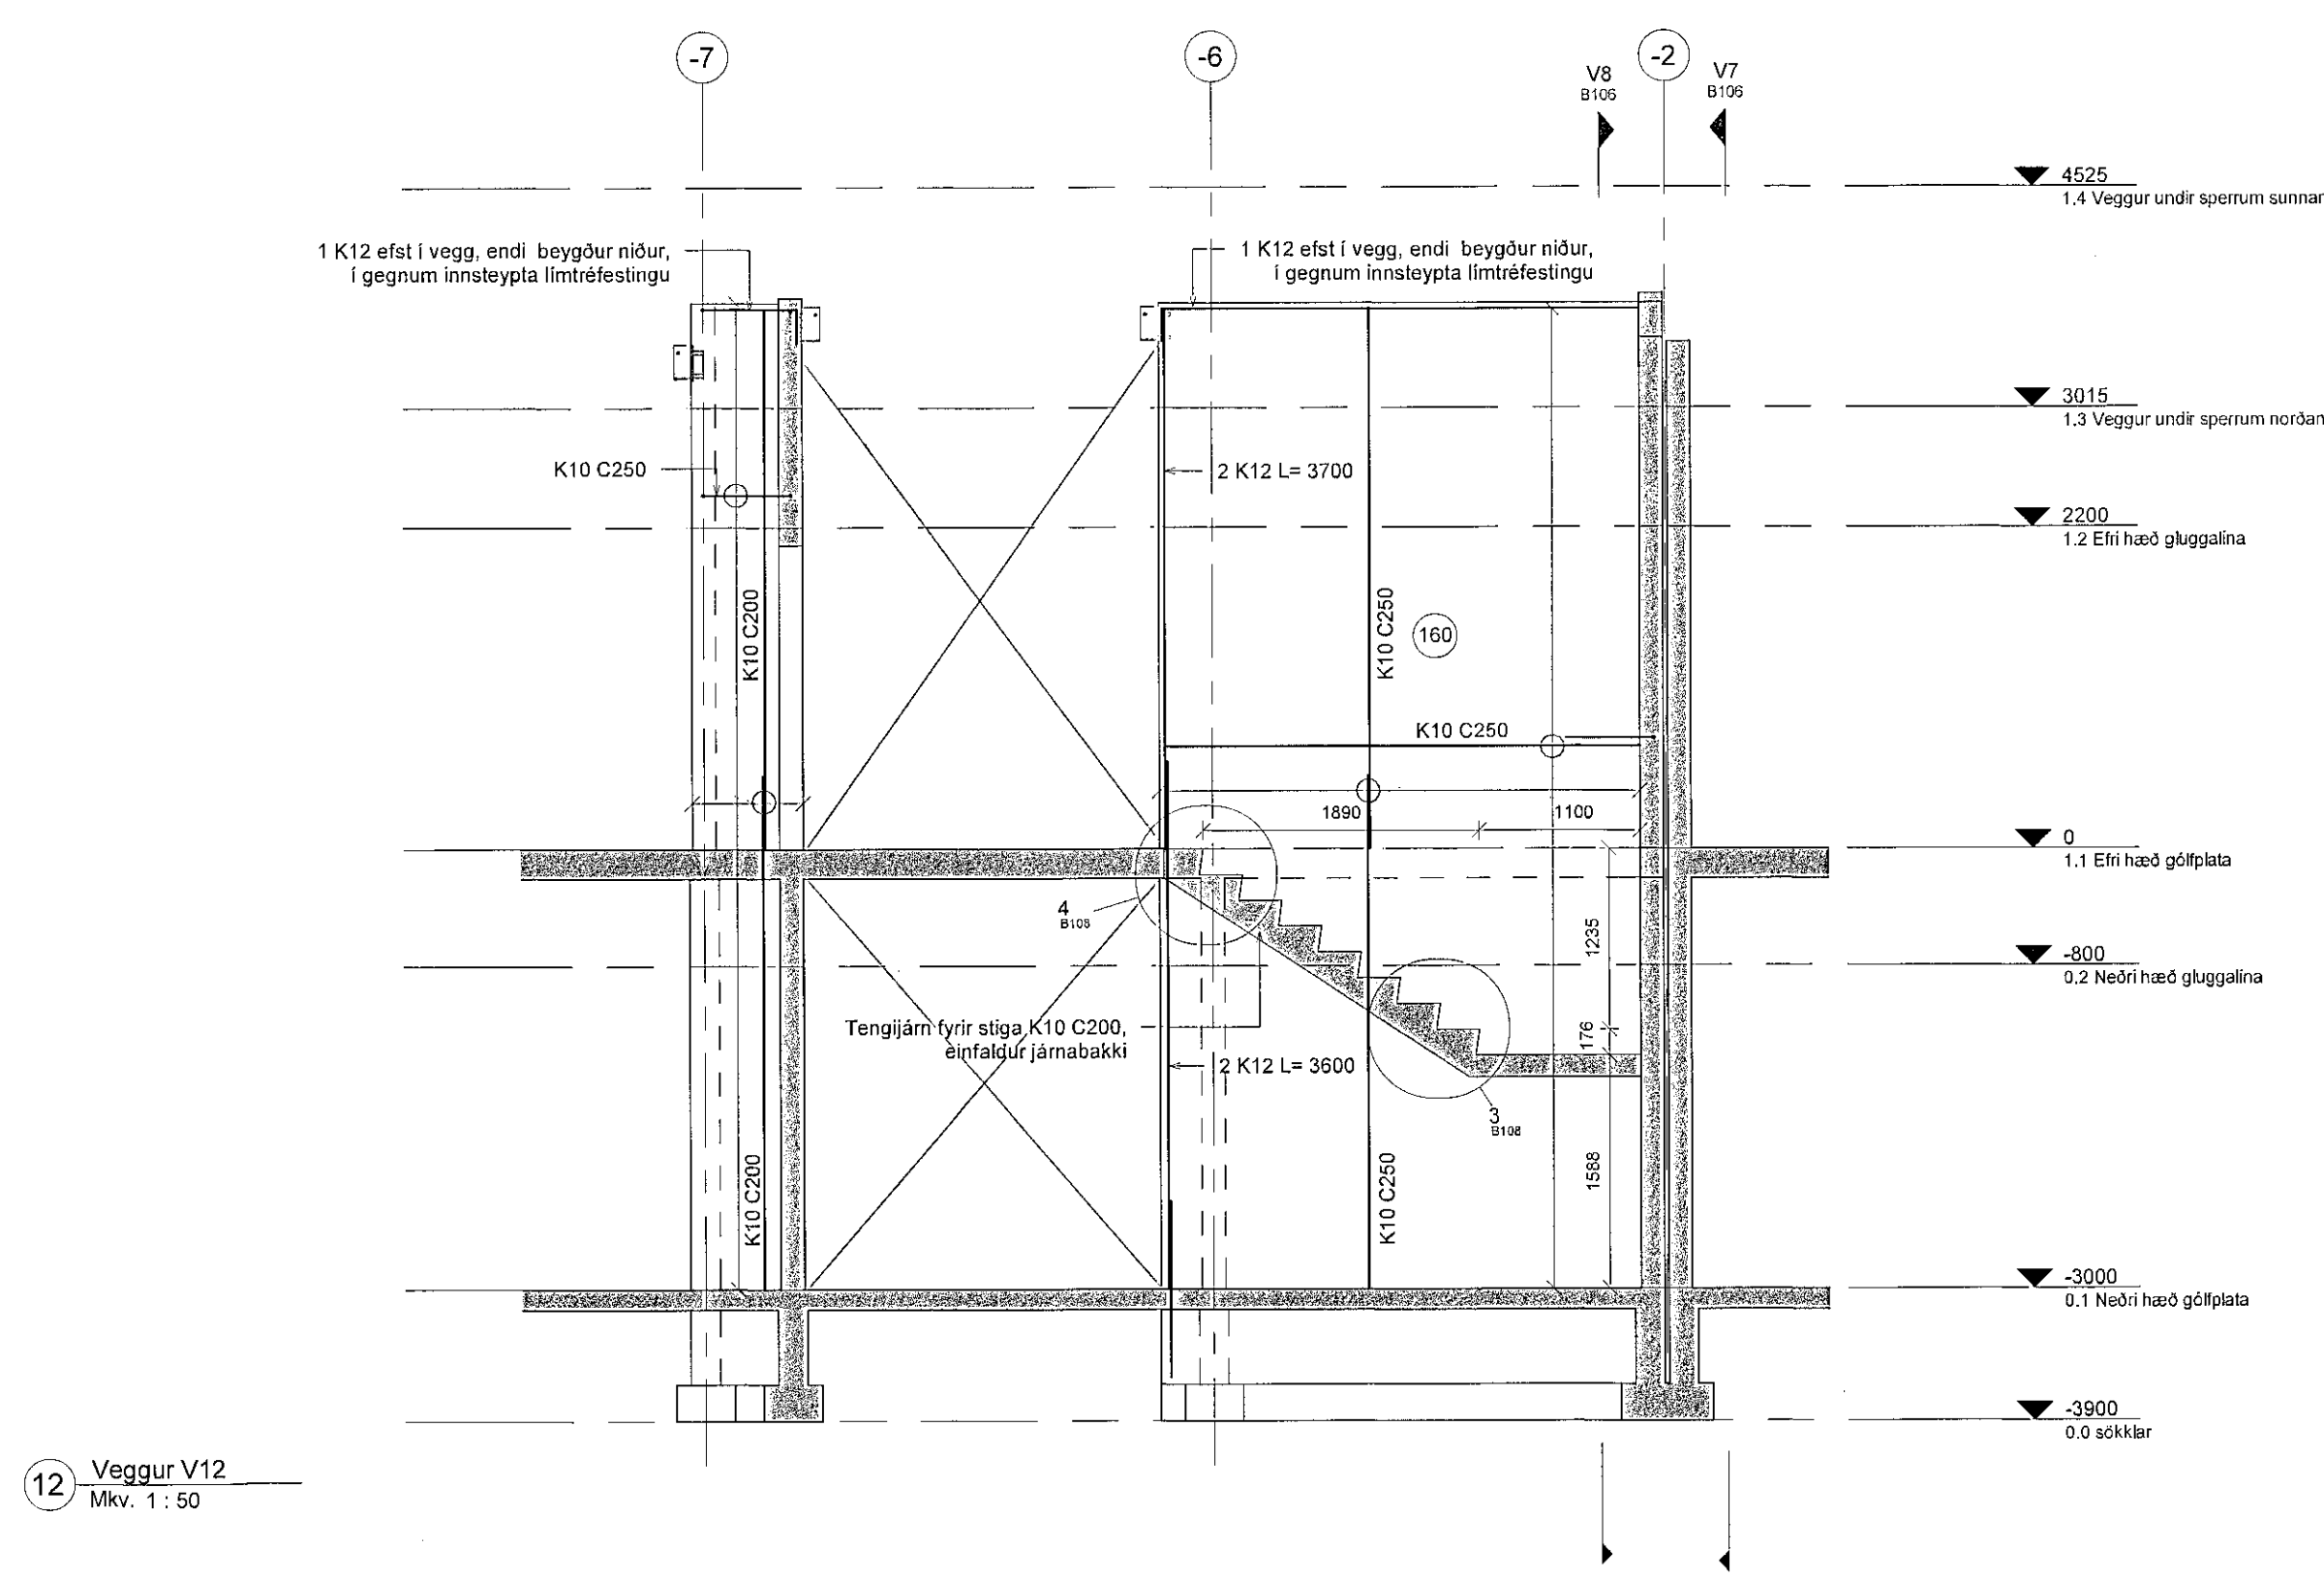 -7
-6
-2
V8
B106
V7
B106
4525
1.4 Veggur undir sperrum sunnan
1 K12 efst í vegg, endi beygður niður,
í gegnum innsteypta límtréfestingu
1 K12 efst í vegg, endi beygður niður,
í gegnum innsteypta límtréfestingu
3015
1.3 Veggur undir sperrum norðan
K10 C250
2 K12 L= 3700
2200
1.2 Efri hæð gluggalína
K10 C200
K10 C250
160
K10 C250
1890
1100
0
1.1 Efri hæð gólfplata
4
B108
1235
-800
0.2 Neðri hæð gluggalína
Tengijárn fyrir stiga K10 C200,
einfaldur járnabakki
176
2 K12 L= 3600
3
B108
K10 C200
K10 C250
1588
-3000
0.1 Neðri hæð gólfplata
-3900
0.0 sökklar
12
Veggur V12
Mkv. 1 : 50